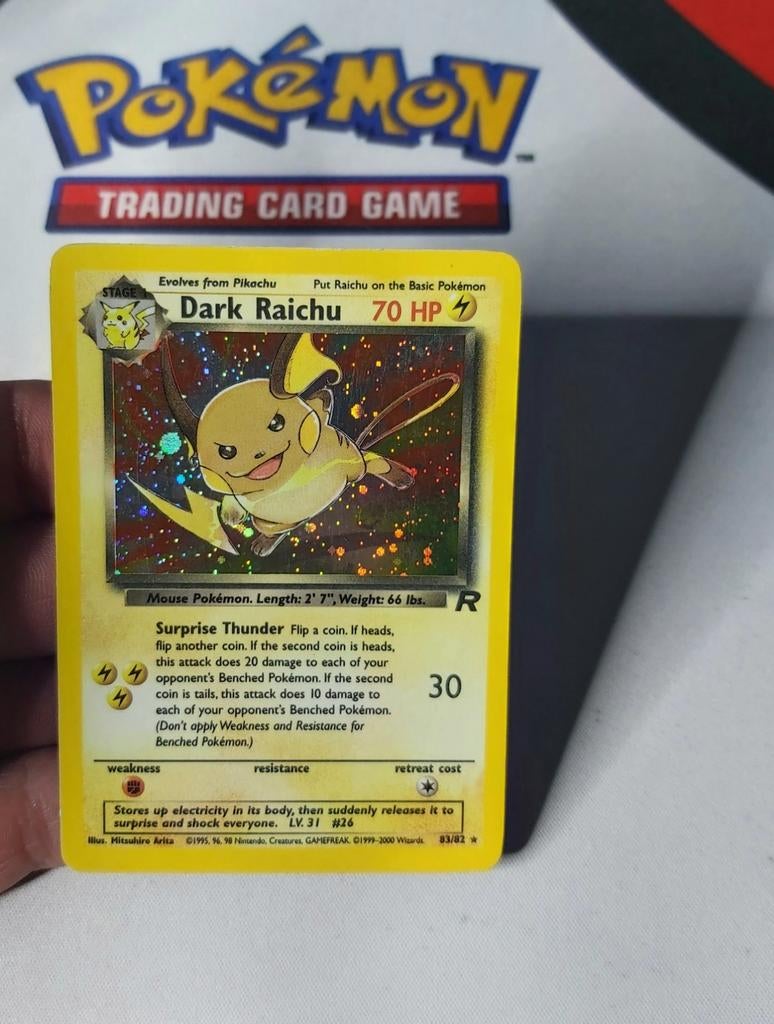 POKéMON
™
TRADING CARD GAME
Evolves from Pikachu Put Raichu on the Basic Pokémon
STAGE 1
Dark Raichu 70 HP
Mouse Pokémon. Length: 2' 7", Weight: 66 lbs.
R
Surprise Thunder Flip a coin. If heads,
flip another coin. If the second coin is heads,
this attack does 20 damage to each of your
opponent's Benched Pokémon. If the second
coin is tails, this attack does 10 damage to
each of your opponent's Benched Pokémon.
(Don't apply Weakness and Resistance for
Benched Pokémon.)
30
weakness resistance retreat cost
Stores up electricity in its body, then suddenly releases it to
surprise and shock everyone. LV. 31 #26
Illus. Mitsuhiro Arita ©1995, 96, 98 Nintendo, Creatures, GAMEFREAK. ©1999-2000 Wizards. 83/82 ★